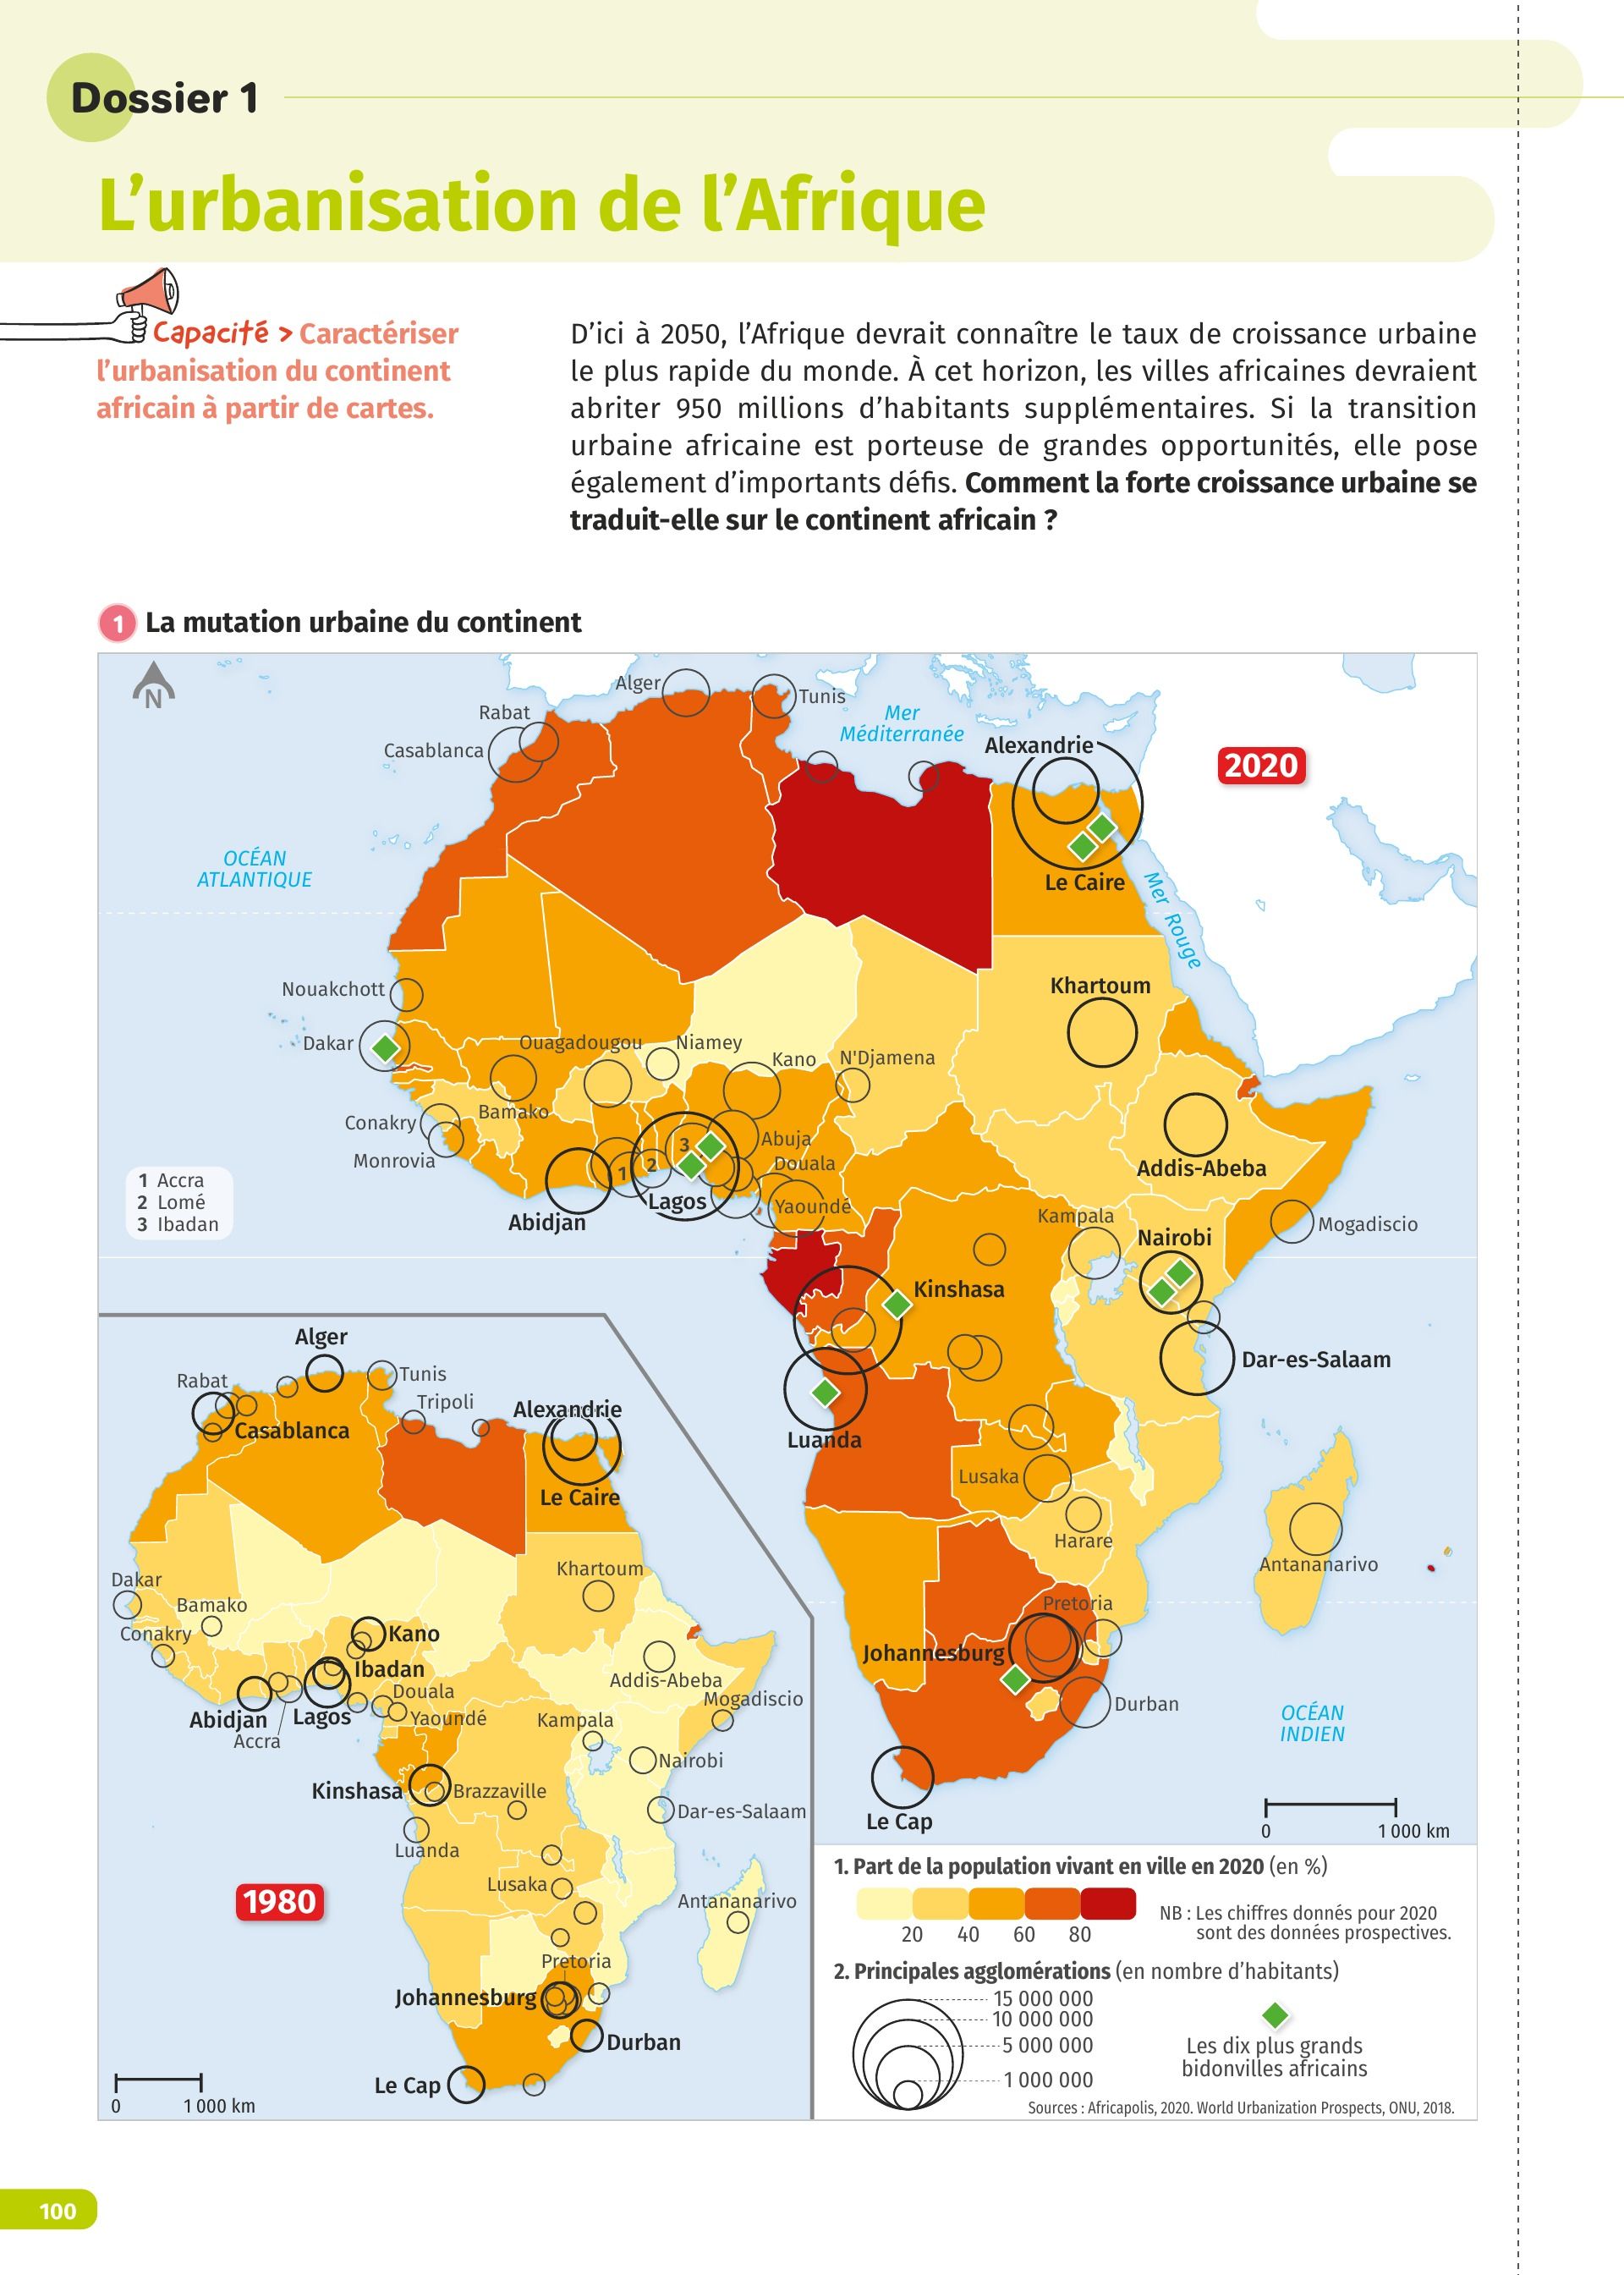 Dossier 1
L’urbanisation de l’Afrique
Capacité > Caractériser
l’urbanisation du continent
africain à partir de cartes.
D’ici à 2050, l’Afrique devrait connaître le taux de croissance urbaine
le plus rapide du monde. À cet horizon, les villes africaines devraient
abriter 950 millions d’habitants supplémentaires. Si la transition
urbaine africaine est porteuse de grandes opportunités, elle pose
également d’importants défis. Comment la forte croissance urbaine se
traduit-elle sur le continent africain ?
1 La mutation urbaine du continent
N
Alger
Tunis
Rabat
Casablanca
Mer
Méditerranée
Alexandrie
2020
OCÉAN
ATLANTIQUE
Le Caire
Mer Rouge
Nouakchott
Khartoum
Dakar
Ouagadougou
Niamey
Kano
N'Djamena
Bamako
Conakry
Monrovia
Abuja
Douala
Addis-Abeba
1 Accra
2 Lomé
3 Ibadan
1
2
3
Lagos
Abidjan
Yaoundé
Kampala
Mogadiscio
Nairobi
Kinshasa
Dar-es-Salaam
Luanda
Lusaka
Harare
Antananarivo
Pretoria
Johannesburg
Durban
OCÉAN
INDIEN
Le Cap
0
1 000 km
Alger
Rabat
Tunis
Tripoli
Alexandrie
Casablanca
Le Caire
Dakar
Khartoum
Bamako
Conakry
Kano
Ibadan
Addis-Abeba
Douala
Mogadiscio
Abidjan
Lagos
Yaoundé
Kampala
Accra
Nairobi
Kinshasa
Brazzaville
Dar-es-Salaam
Luanda
Lusaka
1980
Antananarivo
Pretoria
Johannesburg
Durban
Le Cap
0
1 000 km
1. Part de la population vivant en ville en 2020 (en %)
20
40
60
80
NB : Les chiffres donnés pour 2020
sont des données prospectives.
2. Principales agglomérations (en nombre d’habitants)
15 000 000
10 000 000
5 000 000
1 000 000
Les dix plus grands
bidonvilles africains
Sources : Africapolis, 2020. World Urbanization Prospects, ONU, 2018.
100